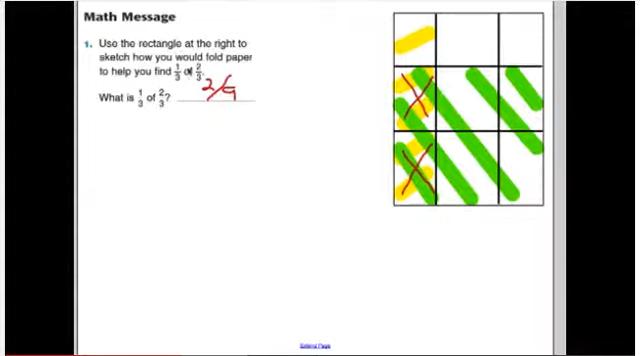 Math Message
1. Use the rectangle at the right to
sketch how you would fold paper
to help you find 1/3 of 2/3.
What is 1/3 of 2/3? 2/9